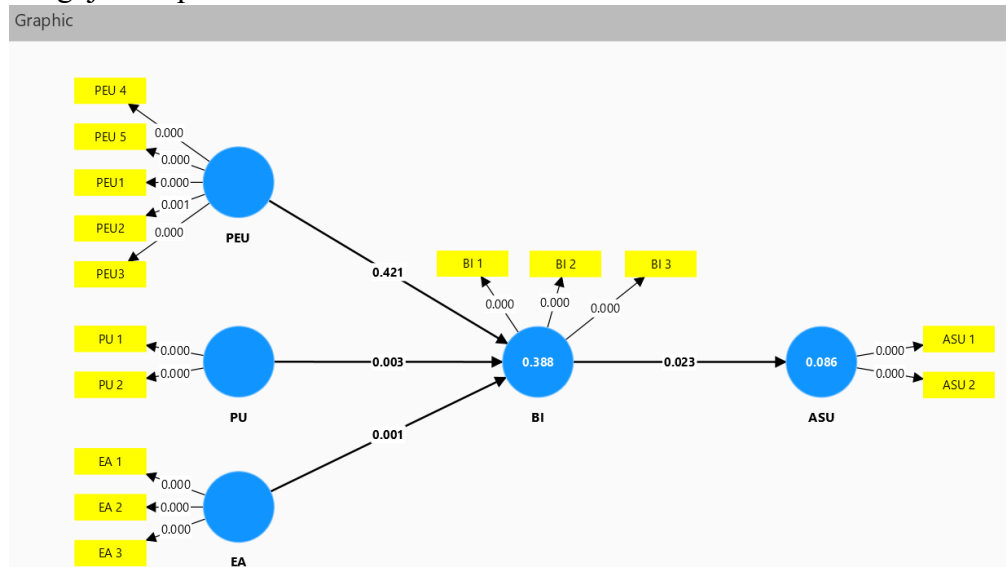 Graphic
PEU 4
PEU 5
PEU1
PEU2
PEU3
0.000
0.000
0.000
0.001
0.000
PEU
0.421
BI 1
BI 2
BI 3
0.000
0.000
0.000
PU 1
PU 2
0.000
0.000
PU
0.003
0.388
BI
0.023
0.086
ASU
0.000
0.000
ASU 1
ASU 2
0.001
EA 1
EA 2
EA 3
0.000
0.000
0.000
EA